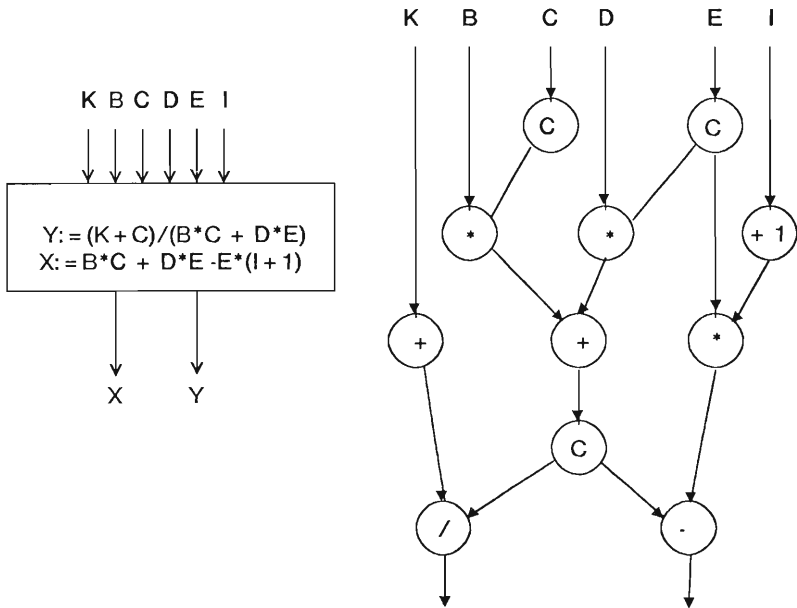 K B C D E I
Y: = (K + C)/(B*C + D*E)
X: = B*C + D*E -E*(I + 1)
X Y
K B C D E I
C C
* * + 1
+ + *
C
/ -